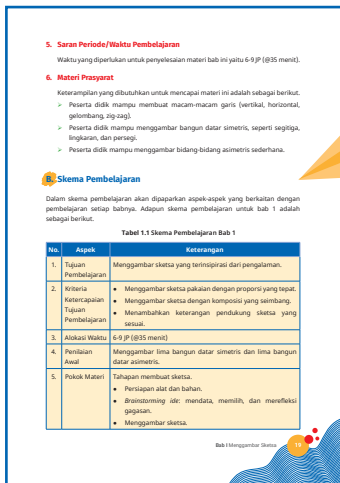 5. Saran Periode/Waktu Pembelajaran
Waktu yang diperlukan untuk penyelesaian materi bab ini yaitu 6-9 JP (@35 menit).
6. Materi Prasyarat
Keterampilan yang dibutuhkan untuk mencapai materi ini adalah sebagai berikut.
➢ Peserta didik mampu membuat macam-macam garis (vertikal, horizontal,
gelombang, zig-zag).
➢ Peserta didik mampu menggambar bangun datar simetris, seperti segitiga,
lingkaran, dan persegi.
➢ Peserta didik mampu menggambar bidang-bidang asimetris sederhana.
B. Skema Pembelajaran
Dalam skema pembelajaran akan dipaparkan aspek-aspek yang berkaitan dengan
pembelajaran setiap babnya. Adapun skema pembelajaran untuk bab 1 adalah
sebagai berikut.
Tabel 1.1 Skema Pembelajaran Bab 1
No. Aspek Keterangan
1. Tujuan Menggambar sketsa yang terinspirasi dari pengalaman.
Pembelajaran
2. Kriteria ● Menggambar sketsa pakaian dengan proporsi yang tepat.
Ketercapaian ● Menggambar sketsa dengan komposisi yang seimbang.
Tujuan ● Menambahkan keterangan pendukung sketsa yang
Pembelajaran sesuai.
3. Alokasi Waktu 6-9 JP (@35 menit)
4. Penilaian Menggambar lima bangun datar simetris dan lima bangun
Awal datar asimetris.
5. Pokok Materi Tahapan membuat sketsa.
● Persiapan alat dan bahan.
● Brainstorming ide: mendata, memilih, dan merefleksi
gagasan.
● Menggambar sketsa.
Bab I Menggambar Sketsa 19